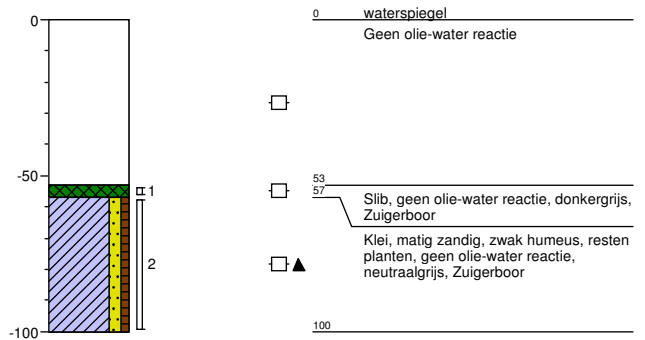 0
-50
-100
1
2
0
waterspiegel
Geen olie-water reactie
53
57
Slib, geen olie-water reactie, donkergrijs,
Zuigerboor
Klei, matig zandig, zwak humeus, resten
planten, geen olie-water reactie,
neutraalgrijs, Zuigerboor
100